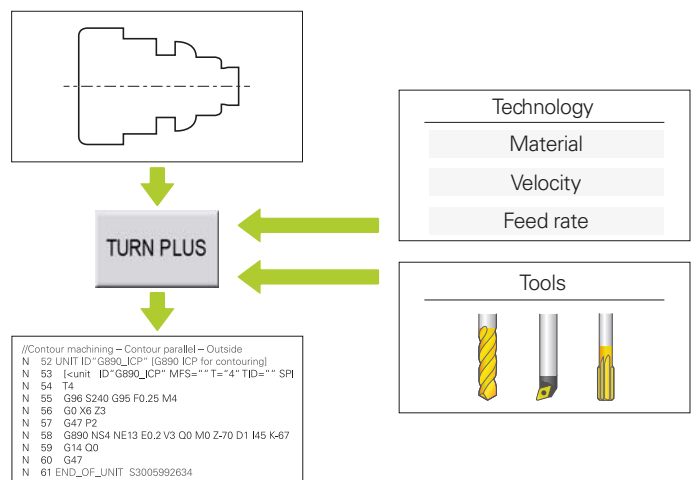 Technology
Material
Velocity
Feed rate
TURN PLUS
Tools
//Contour machining – Contour parallel – Outside
N 52 UNIT ID"G890_ICP" [G890 ICP for contouring]
N 53 [<unit ID"G890_ICP" MFS="" T="4" TID="" SPI
N 54 T4
N 55 G96 S240 G95 F0.25 M4
N 56 G0 X6 Z3
N 57 G47 P2
N 58 G890 NS4 NE13 E0.2 V3 Q0 M0 Z-70 D1 I45 K-67
N 59 G14 Q0
N 60 G47
N 61 END_OF_UNIT S3005992634